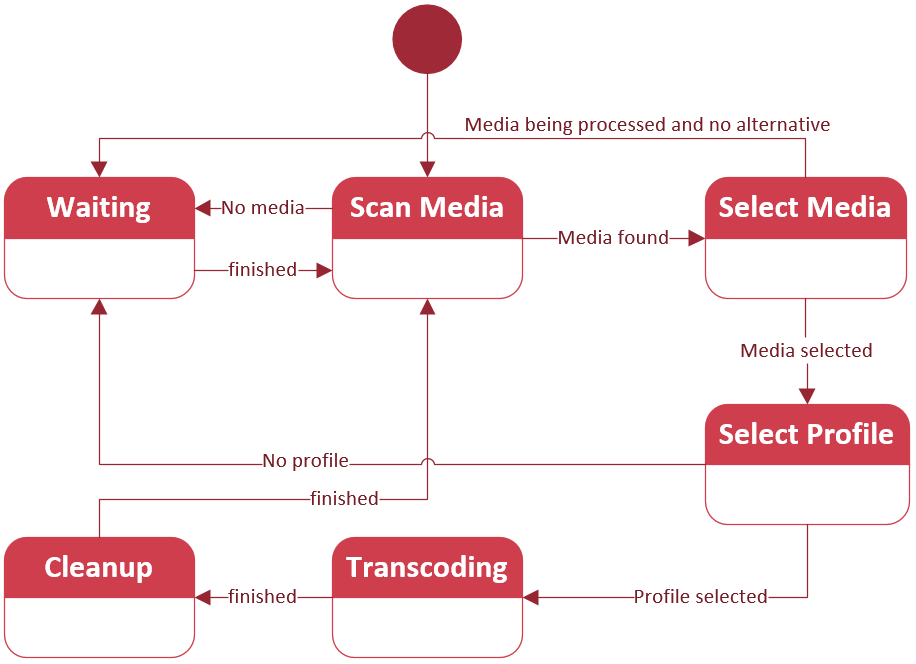 Media being processed and no alternative
Waiting
No media
Scan Media
Select Media
Media found
finished
Media selected
Select Profile
No profile
finished
Cleanup
Transcoding
finished
Profile selected